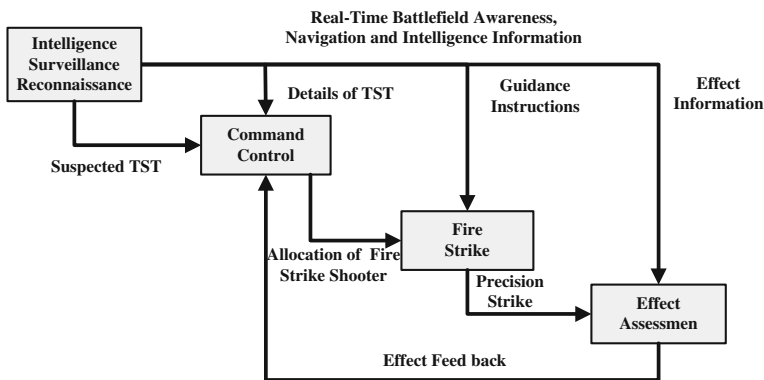 Real-Time Battlefield Awareness,
Navigation and Intelligence Information
Intelligence
Surveillance
Reconnaissance
Details of TST
Guidance
Instructions
Effect
Information
Command
Control
Suspected TST
Fire
Strike
Allocation of Fire
Strike Shooter
Precision
Strike
Effect
Assessmen
Effect Feed back